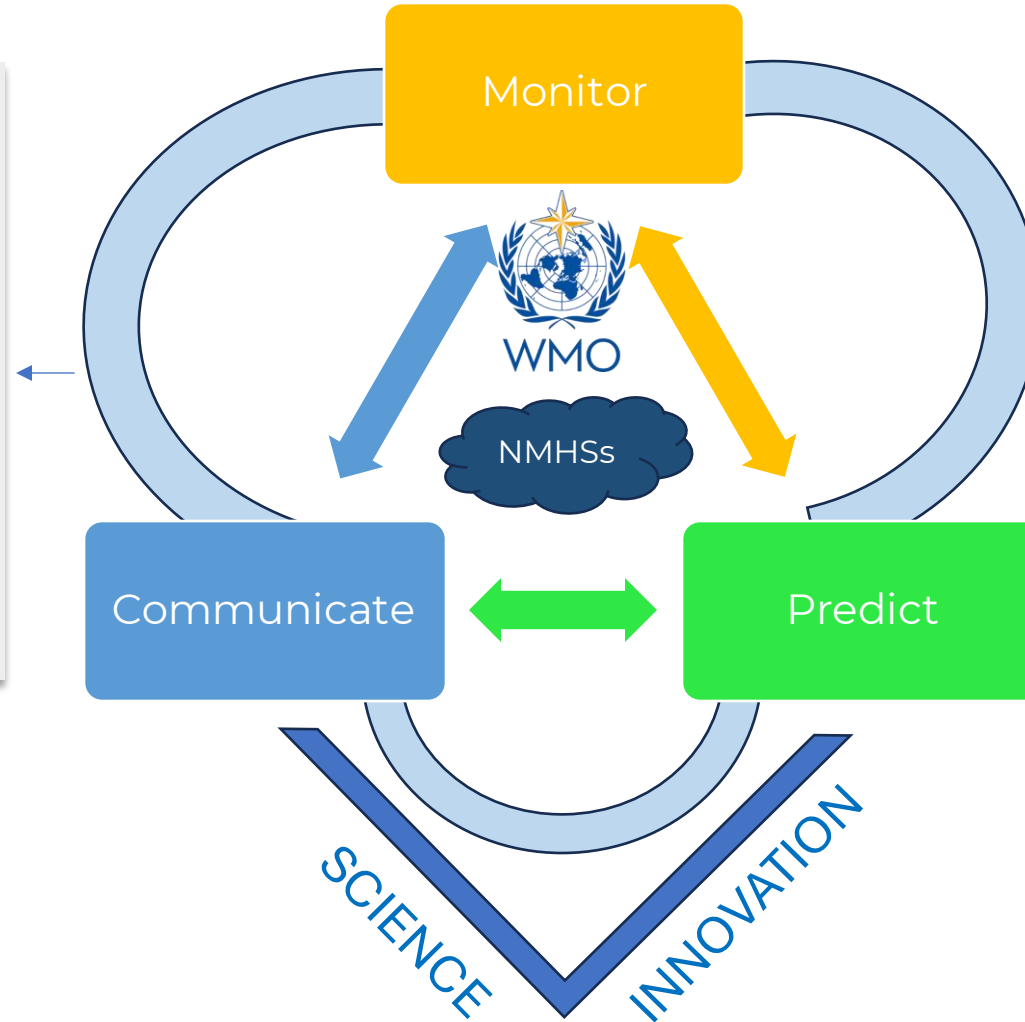 Monitor
WMO
NMHSs
Communicate
Predict
SCIENCE
INNOVATION